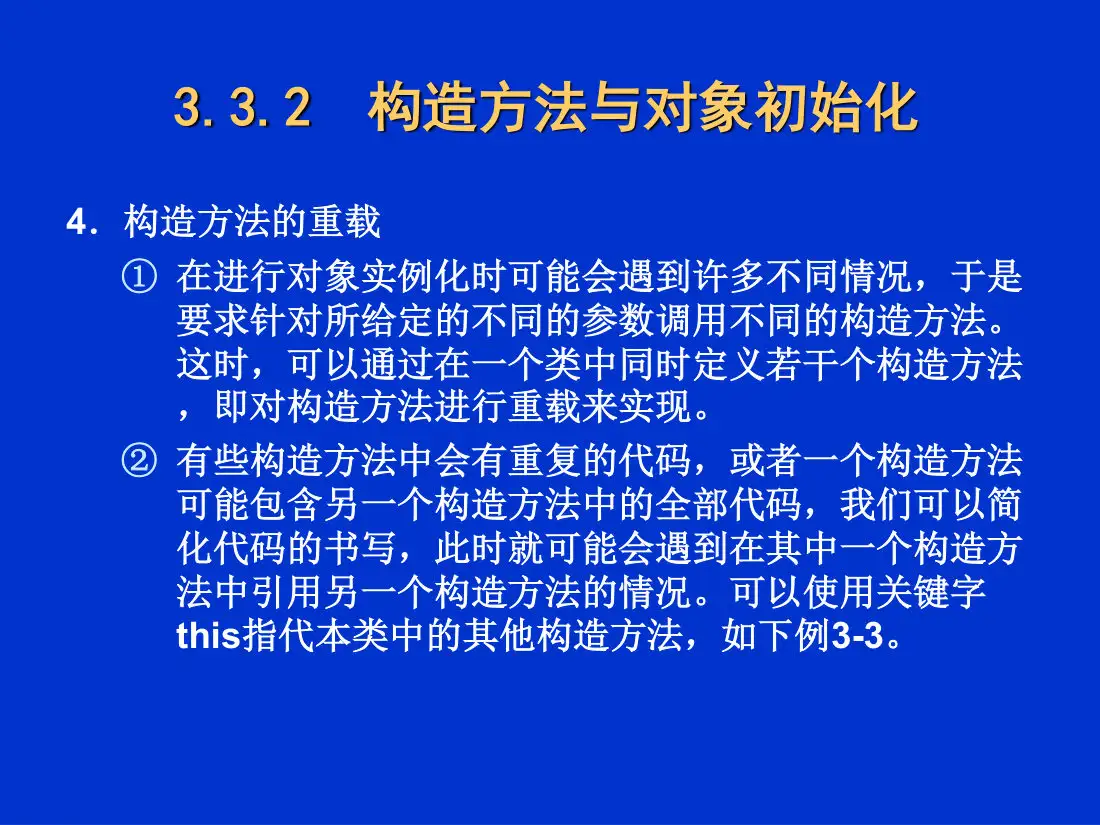 3.3.2 构造方法与对象初始化
4．构造方法的重载
① 在进行对象实例化时可能会遇到许多不同情况，于是
要求针对所给定的不同的参数调用不同的构造方法。
这时，可以通过在一个类中同时定义若干个构造方法
，即对构造方法进行重载来实现。
② 有些构造方法中会有重复的代码，或者一个构造方法
可能包含另一个构造方法中的全部代码，我们可以简
化代码的书写，此时就可能会遇到在其中一个构造方
法中引用另一个构造方法的情况。可以使用关键字
this指代本类中的其他构造方法，如下例3-3。